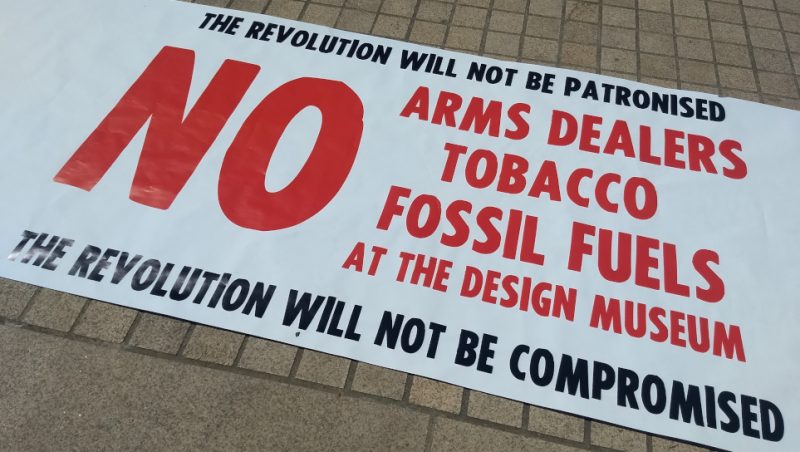 THE REVOLUTION WILL NOT BE PATRONISED
NO
ARMS DEALERS
TOBACCO
FOSSIL FUELS
AT THE DESIGN MUSEUM
THE REVOLUTION WILL NOT BE COMPROMISED